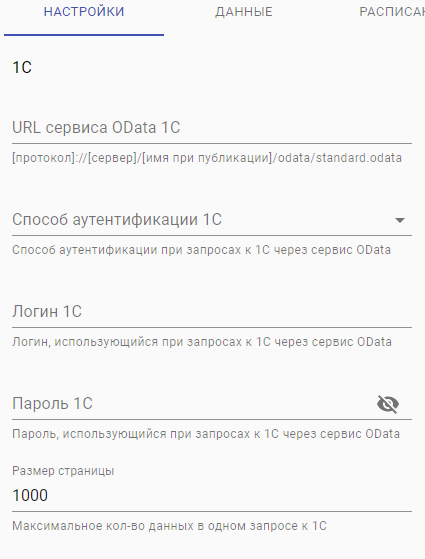 НАСТРОЙКИ ДАННЫЕ
1С
URL сервиса OData 1С
[протокол]://[сервер]/[имя при публикации]/odata/standard.odata
Способ аутентификации 1С
Способ аутентификации при запросах к 1С через сервис OData
Логин 1С
Логин, использующийся при запросах к 1С через сервис OData
Пароль 1С
Пароль, использующийся при запросах к 1С через сервис OData
Размер страницы
1000
Максимальное кол-во данных в одном запросе к 1С